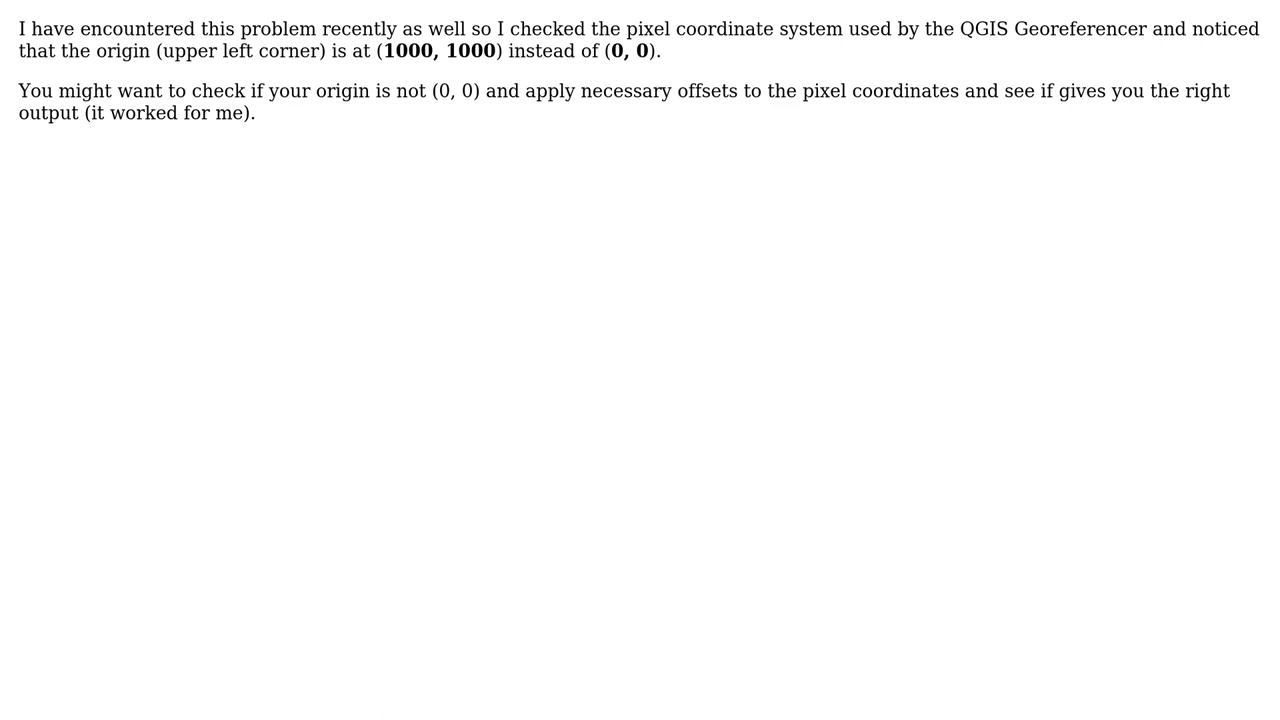 I have encountered this problem recently as well so I checked the pixel coordinate system used by the QGIS Georeferencer and noticed
that the origin (upper left corner) is at (1000, 1000) instead of (0, 0).
You might want to check if your origin is not (0, 0) and apply necessary offsets to the pixel coordinates and see if gives you the right
output (it worked for me).